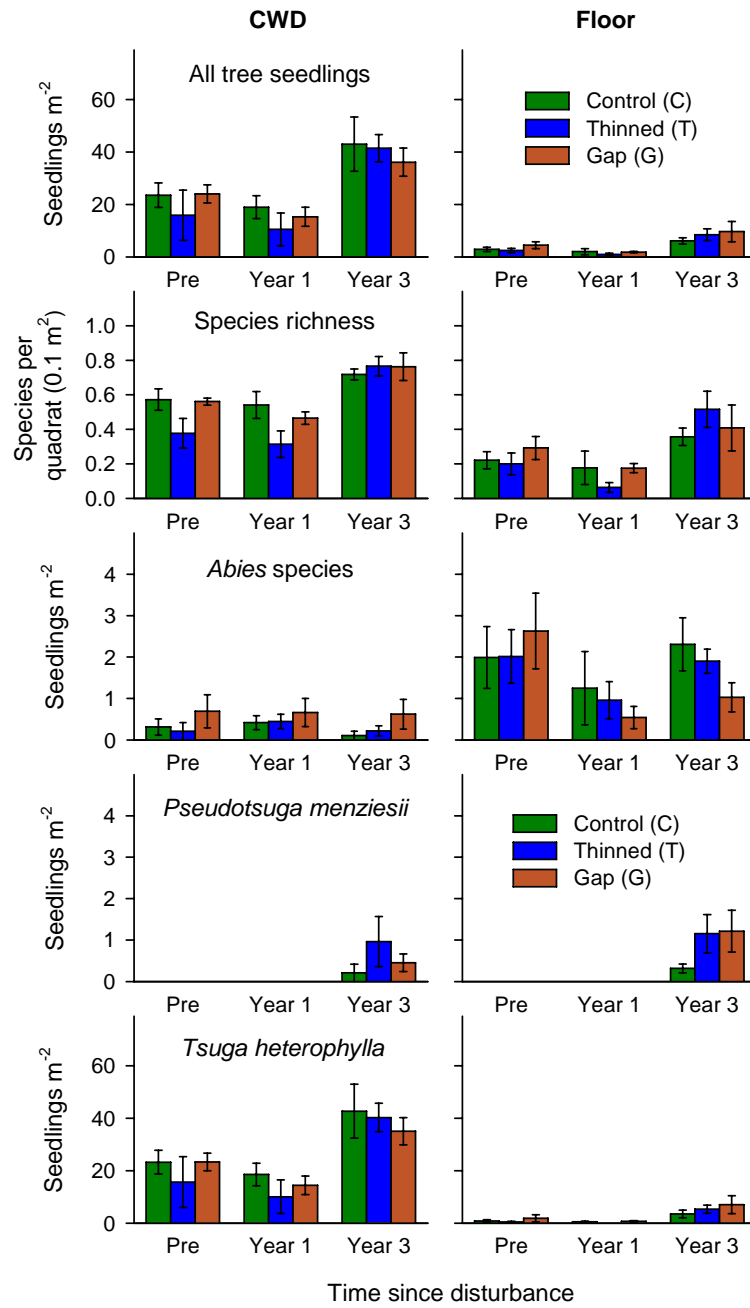 CWD Floor
All tree seedlings
Seedlings m-2
60
40
20
0
Control (C)
Thinned (T)
Gap (G)
Pre Year 1 Year 3 Pre Year 1 Year 3
Species richness
Species per
quadrat (0.1 m2)
1.0
0.8
0.6
0.4
0.2
0.0
Pre Year 1 Year 3 Pre Year 1 Year 3
Abies species
Seedlings m-2
4
3
2
1
0
Pre Year 1 Year 3 Pre Year 1 Year 3
Pseudotsuga menziesii
Seedlings m-2
4
3
2
1
0
Control (C)
Thinned (T)
Gap (G)
Pre Year 1 Year 3 Pre Year 1 Year 3
Tsuga heterophylla
Seedlings m-2
60
40
20
0
Pre Year 1 Year 3 Pre Year 1 Year 3
Time since disturbance